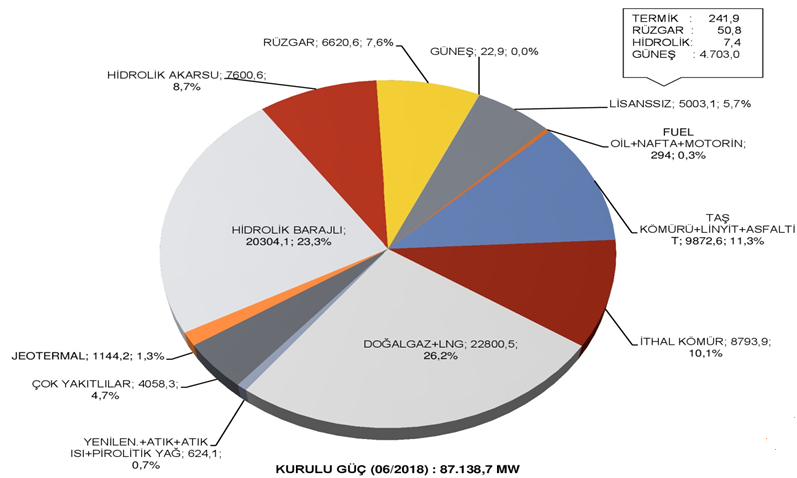 TERMİK : 241,9
RÜZGAR : 50,8
HİDROLİK: 7,4
GÜNEŞ : 4.703,0
RÜZGAR; 6620,6; 7,6%
GÜNEŞ; 22,9; 0,0%
HİDROLİK AKARSU; 7600,6;
8,7%
LİSANSSIZ; 5003,1; 5,7%
FUEL
OİL+NAFTA+MOTORİN;
294; 0,3%
TAŞ
KÖMÜRÜ+LİNYİT+ASFALTİ
T; 9872,6; 11,3%
HİDROLİK BARAJLI;
20304,1; 23,3%
İTHAL KÖMÜR; 8793,9;
10,1%
DOĞALGAZ+LNG; 22800,5;
26,2%
JEOTERMAL; 1144,2; 1,3%
ÇOK YAKITLILAR; 4058,3;
4,7%
YENİLEN.+ATIK+ATIK
ISI+PİROLİTİK YAĞ; 624,1;
0,7%
KURULU GÜÇ (06/2018) : 87.138,7 MW